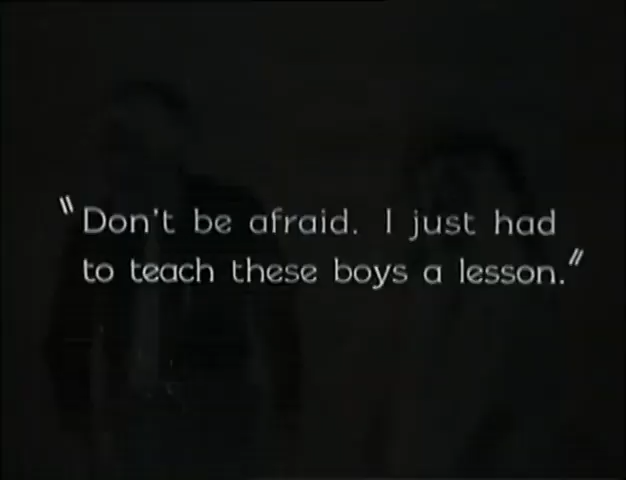 "Don't be afraid. I just had
to teach these boys a lesson."